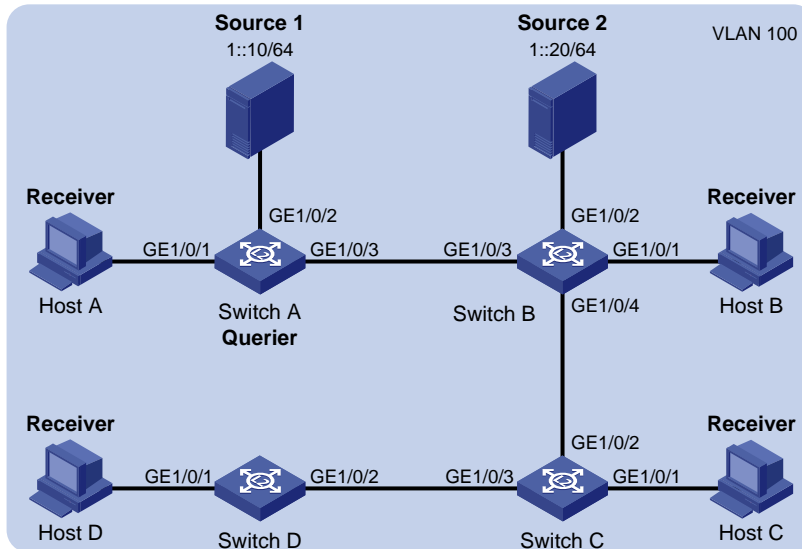 Source 1
1::10/64
Source 2
1::20/64
VLAN 100
Receiver
GE1/0/2
GE1/0/2
Receiver
GE1/0/1
GE1/0/3
GE1/0/3
GE1/0/1
Host A
Switch A
Querier
Switch B
GE1/0/4
Host B
Receiver
GE1/0/2
Receiver
GE1/0/1
GE1/0/2
GE1/0/3
GE1/0/1
Host D
Switch D
Switch C
Host C